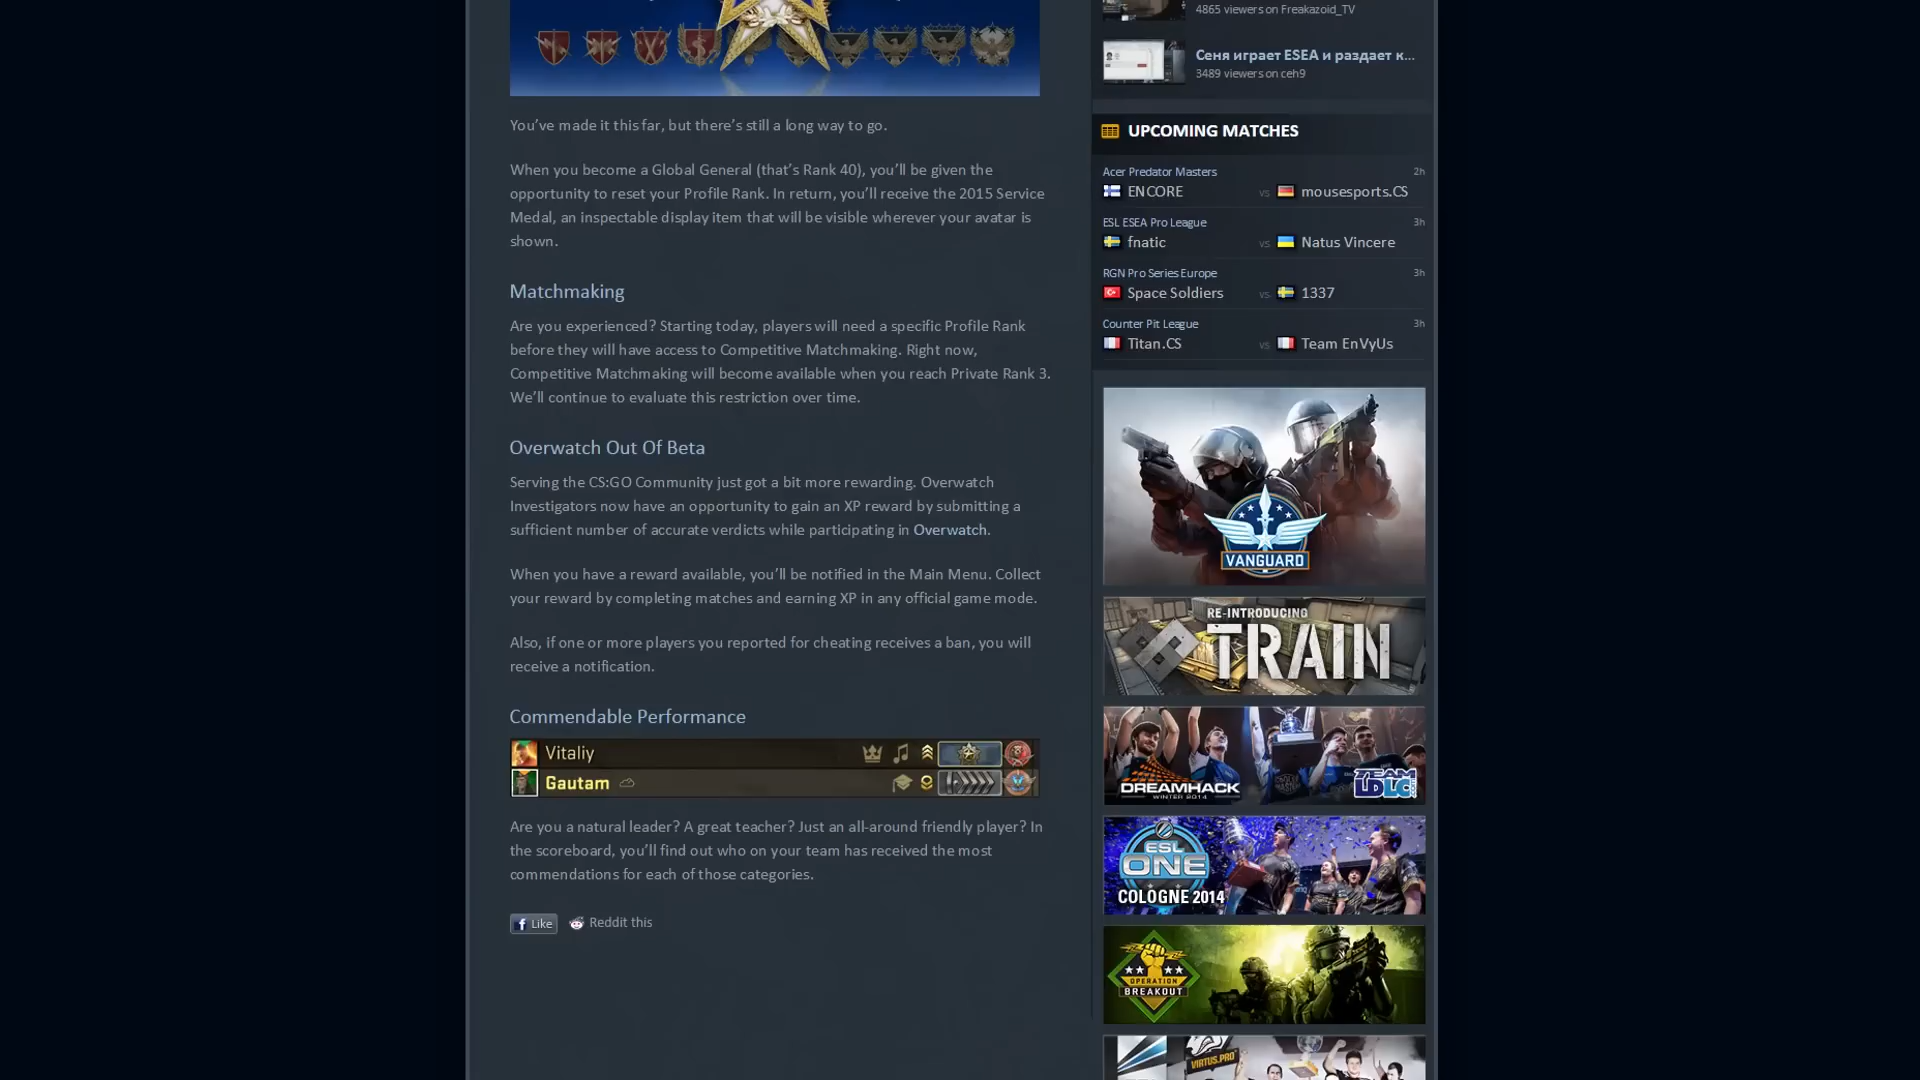 You've made it this far, but there's still a long way to go.
When you become a Global General (that's Rank 40), you'll be given the
opportunity to reset your Profile Rank. In return, you'll receive the 2015 Service
Medal, an inspectable display item that will be visible wherever your avatar is
shown.
Matchmaking
Are you experienced? Starting today, players will need a specific Profile Rank
before they will have access to Competitive Matchmaking. Right now,
Competitive Matchmaking will become available when you reach Private Rank 3.
We'll continue to evaluate this restriction over time.
Overwatch Out Of Beta
Serving the CS:GO Community just got a bit more rewarding. Overwatch
Investigators now have an opportunity to gain an XP reward by submitting a
sufficient number of accurate verdicts while participating in Overwatch.
When you have a reward available, you'll be notified in the Main Menu. Collect
your reward by completing matches and earning XP in any official game mode.
Also, if one or more players you reported for cheating receives a ban, you will
receive a notification.
Commendable Performance
Vitaliy
Gautam
Are you a natural leader? A great teacher? Just an all-around friendly player? In
the scoreboard, you'll find out who on your team has received the most
commendations for each of those categories.
Like Reddit this
4865 viewers on Freakazoid_TV
Сеня играет ESEA и раздает к...
3489 viewers on ceh9
UPCOMING MATCHES
Acer Predator Masters 2h
ENCORE vs mousesports.CS
ESL ESEA Pro League 3h
fnatic vs Natus Vincere
RGN Pro Series Europe 3h
Space Soldiers vs 1337
Counter Pit League 3h
Titan.CS vs Team EnVyUs
VANGUARD
RE-INTRODUCING
TRAIN
DREAMHACK
WINTER 2014
TEAM
LDLC
ESL
ONE
COLOGNE 2014
OPERATION
BREAKOUT
VIRTUS.PRO